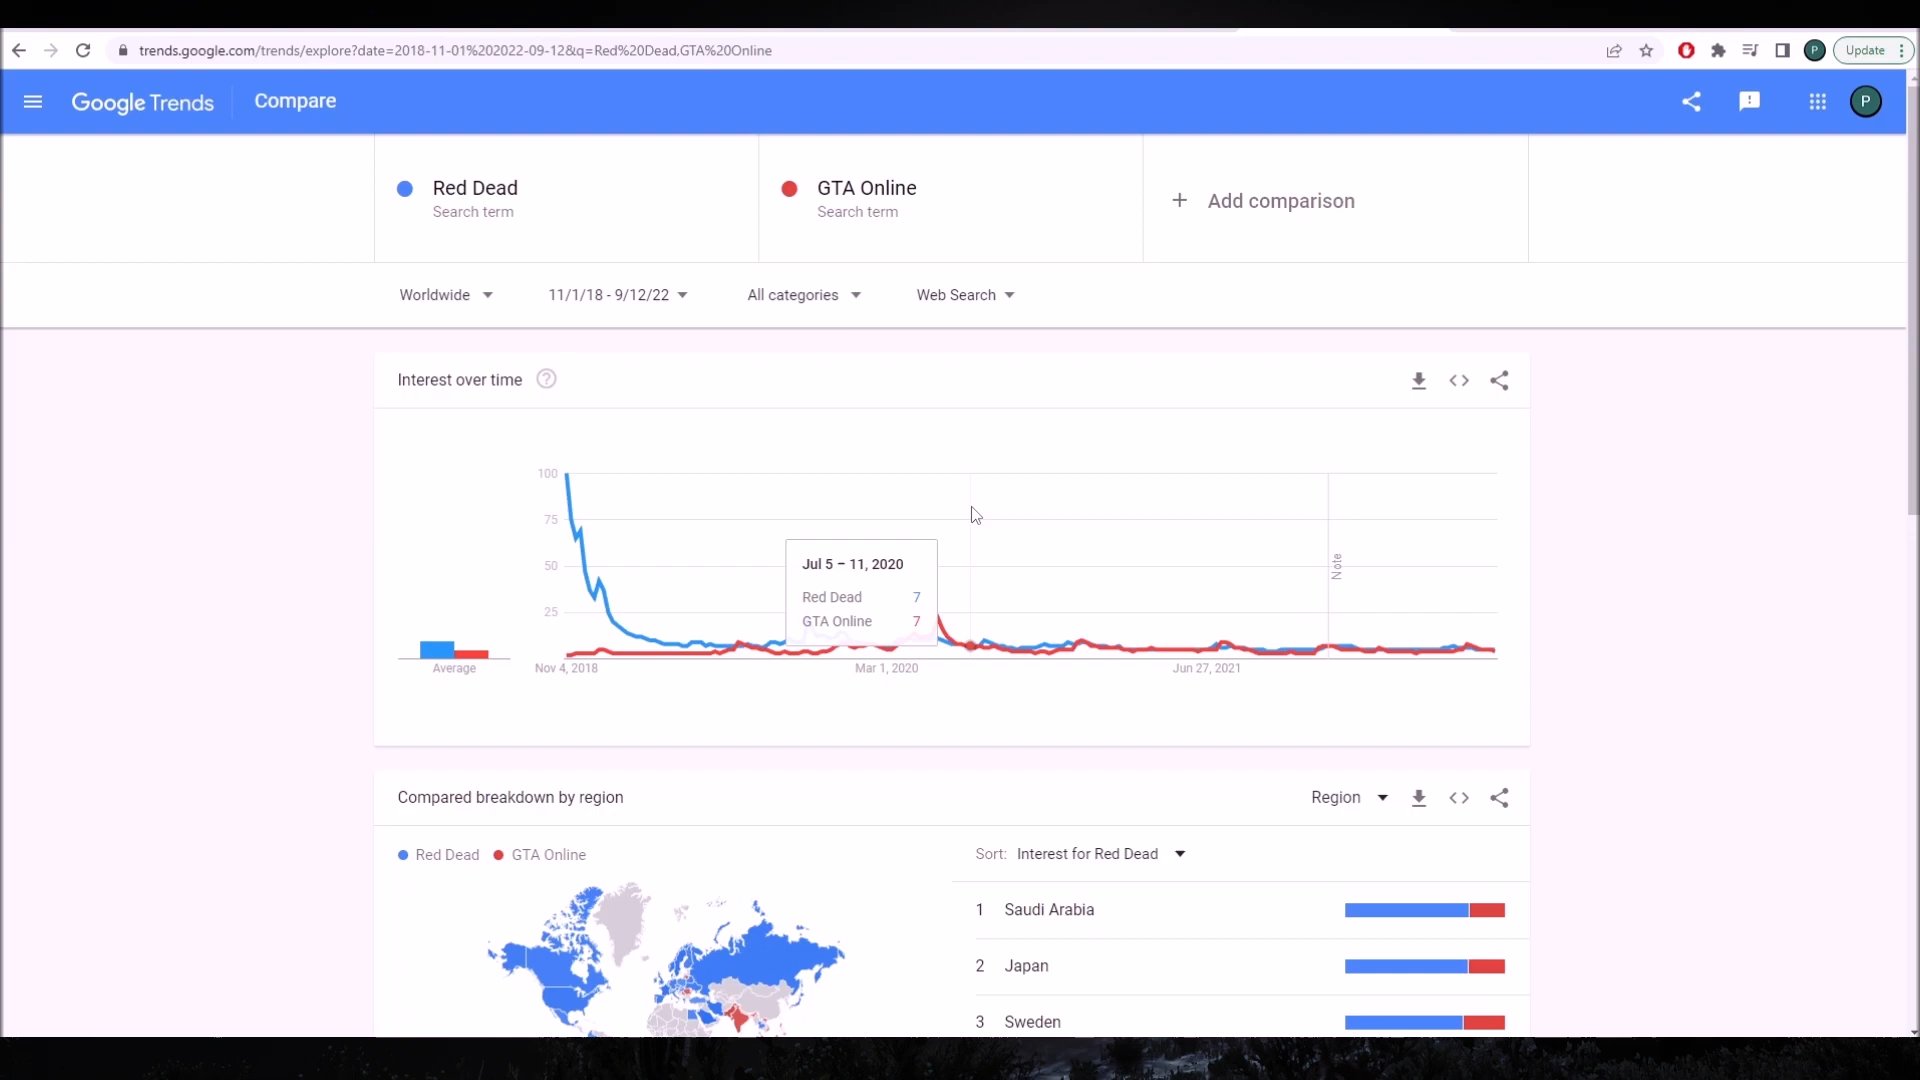 trends.google.com/trends/explore?date=2018-11-01%202022-09-12&q=Red%20Dead,GTA%20Online
P
Update
Google Trends
Compare
P
Red Dead
Search term
GTA Online
Search term
+ Add comparison
Worldwide
11/1/18 - 9/12/22
All categories
Web Search
Interest over time
?
100
75
50
25
Jul 5 – 11, 2020
Red Dead 7
GTA Online 7
Note
Average
Nov 4, 2018
Mar 1, 2020
Jun 27, 2021
Compared breakdown by region
Region
Red Dead
GTA Online
Sort: Interest for Red Dead
1 Saudi Arabia
2 Japan
3 Sweden